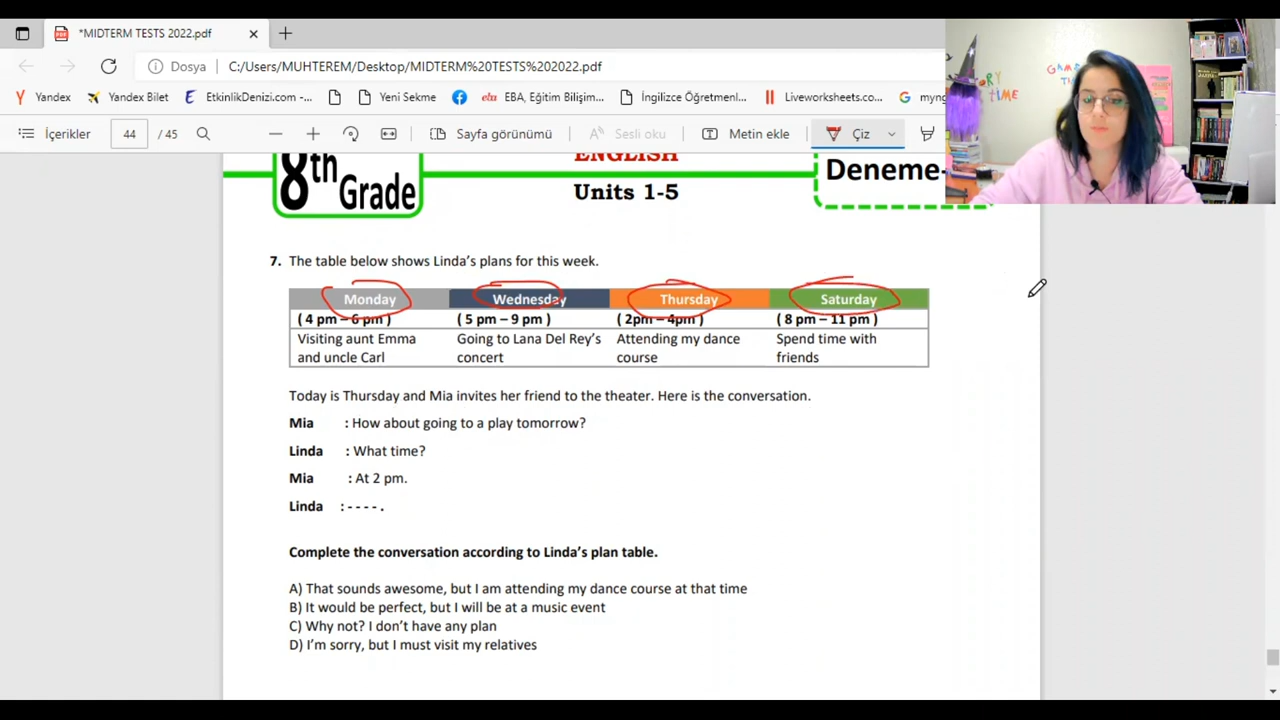 *MIDTERM TESTS 2022.pdf
Dosya C:/Users/MUHTEREM/Desktop/MIDTERM%20TESTS%202022.pdf
Yandex Yandex Bilet EtkinlikDenizi.com -... Yeni Sekme EBA, Eğitim Bilişim... İngilizce Öğretmenl... Liveworksheets.co... myng
İçerikler 44 / 45 Sayfa görünümü Sesli oku Metin ekle Çiz
8th Grade
ENGLISH
Units 1-5
Deneme-
7. The table below shows Linda's plans for this week.
Monday Wednesday Thursday Saturday
( 4 pm – 6 pm ) ( 5 pm – 9 pm ) ( 2pm – 4pm ) ( 8 pm – 11 pm )
Visiting aunt Emma Going to Lana Del Rey's Attending my dance Spend time with
and uncle Carl concert course friends
Today is Thursday and Mia invites her friend to the theater. Here is the conversation.
Mia : How about going to a play tomorrow?
Linda : What time?
Mia : At 2 pm.
Linda : - - - - .
Complete the conversation according to Linda's plan table.
A) That sounds awesome, but I am attending my dance course at that time
B) It would be perfect, but I will be at a music event
C) Why not? I don't have any plan
D) I'm sorry, but I must visit my relatives